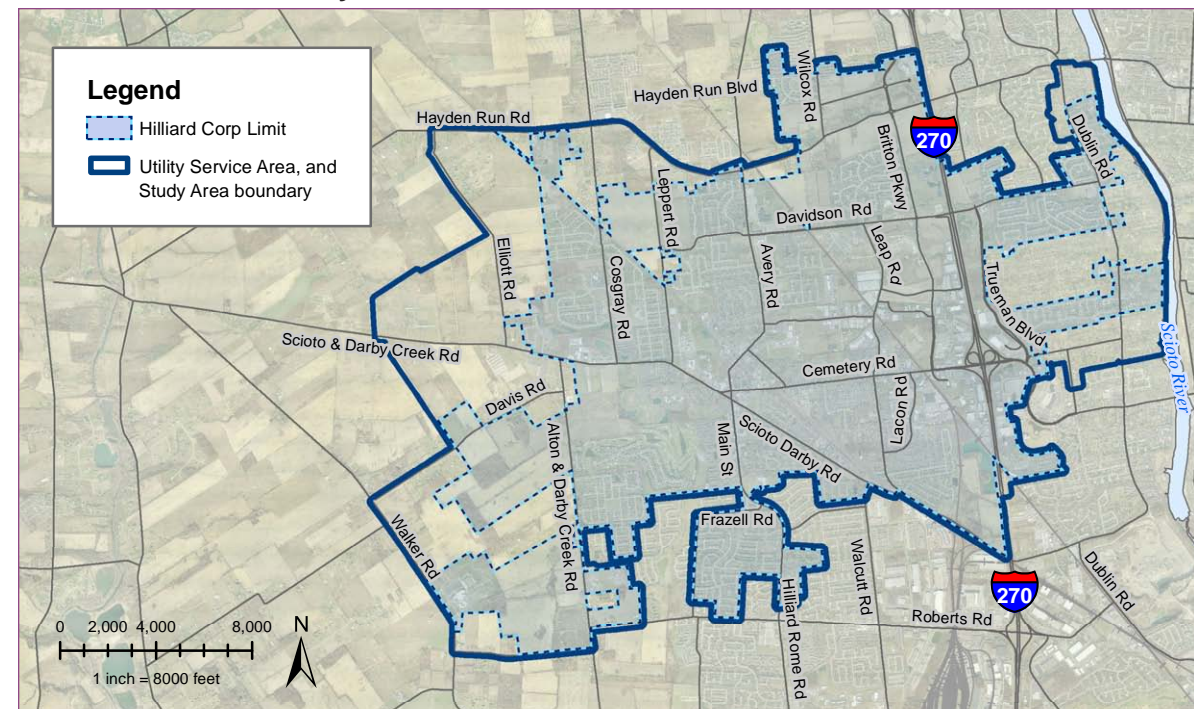 Legend
Hilliard Corp Limit
Utility Service Area, and
Study Area boundary
Hayden Run Rd
Hayden Run Blvd
Wilcox Rd
Britton Pkwy
270
Dublin Rd
Leppert Rd
Davidson Rd
Leap Rd
Elliott Rd
Cosgray Rd
Avery Rd
Trueman Blvd
Scioto River
Scioto & Darby Creek Rd
Cemetery Rd
Davis Rd
Lacon Rd
Alton & Darby Creek Rd
Main St
Scioto Darby Rd
Frazell Rd
Walker Rd
Walcutt Rd
Hilliard Rome Rd
Dublin Rd
270
Roberts Rd
0 2,000 4,000 8,000
N
1 inch = 8000 feet